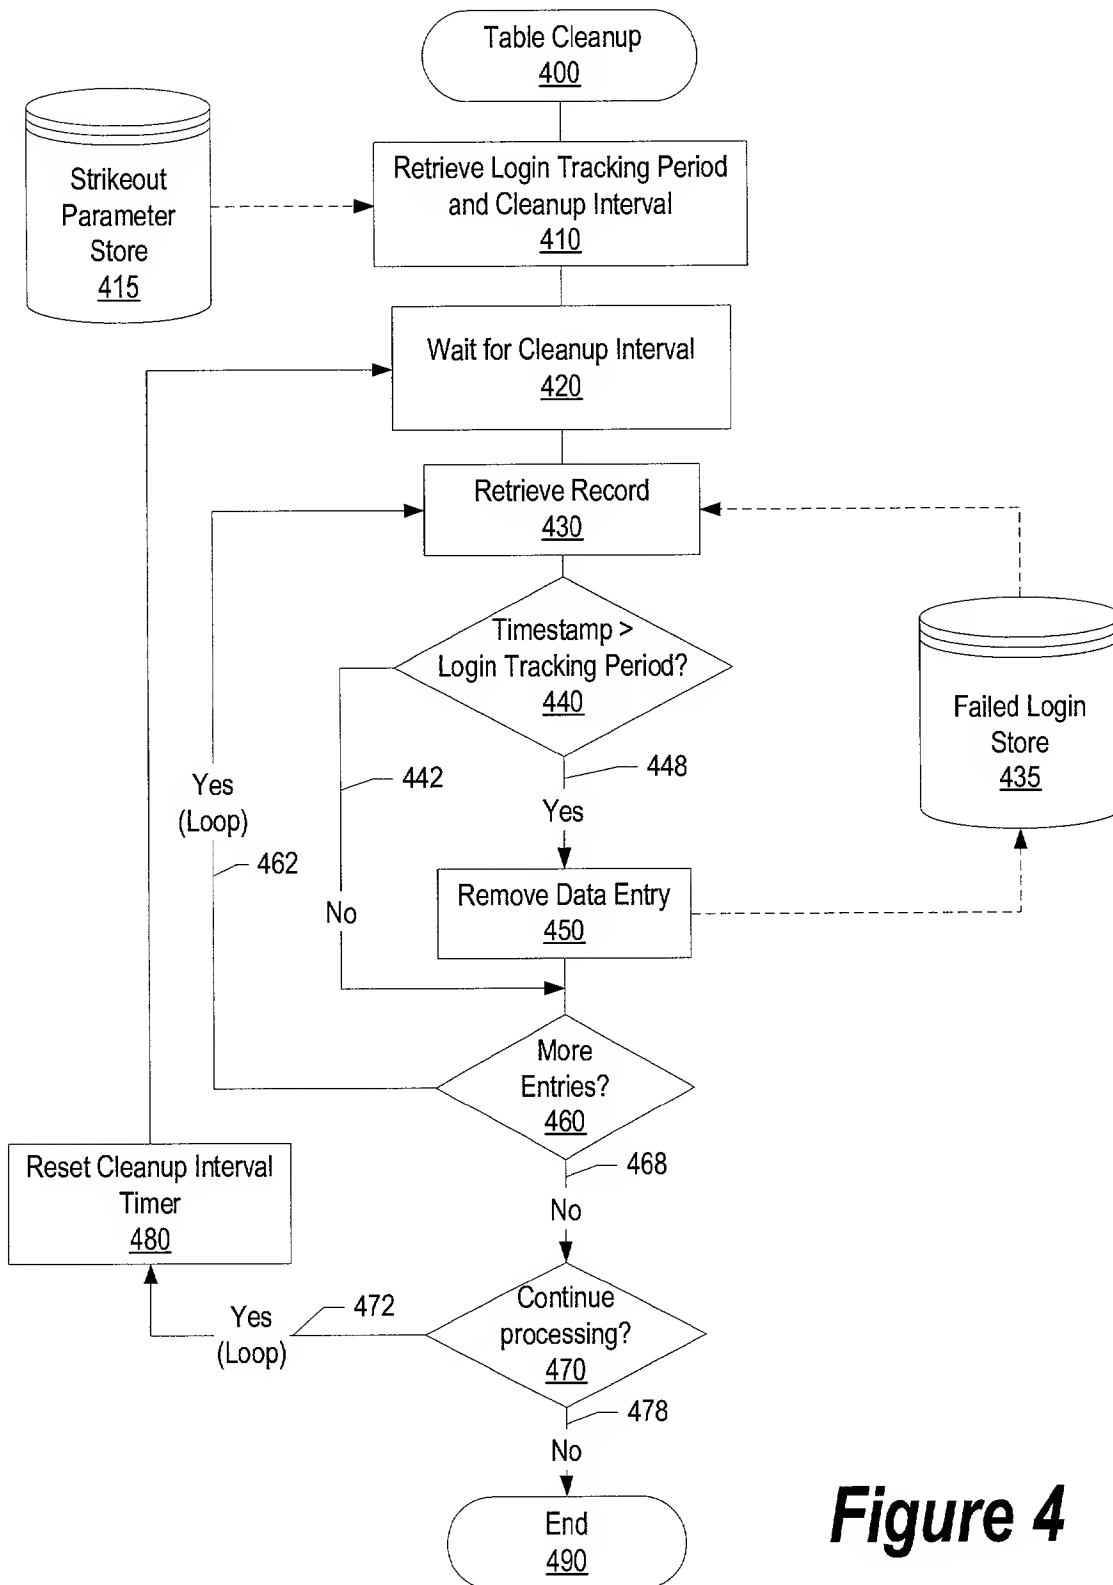 Table Cleanup
400
Strikeout
Parameter
Store
415
Retrieve Login Tracking Period
and Cleanup Interval
410
Wait for Cleanup Interval
420
Retrieve Record
430
Timestamp >
Login Tracking Period?
440
Failed Login
Store
435
442
448
Yes
(Loop)
462
Yes
No
Remove Data Entry
450
More
Entries?
460
468
No
Reset Cleanup Interval
Timer
480
Yes
(Loop)
472
Continue
processing?
470
478
No
End
490
Figure 4